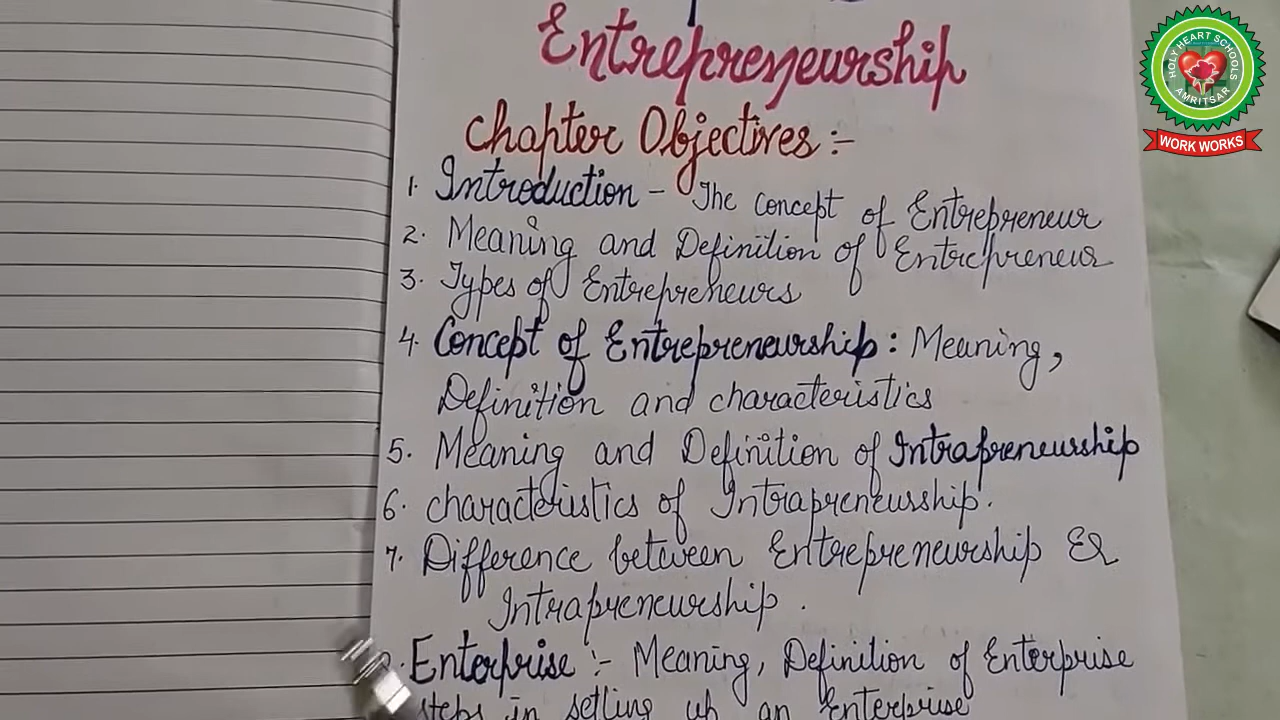 Entrepreneurship
Chapter Objectives :-
1. Introduction - The concept of Entrepreneur
2. Meaning and Definition of Entrepreneur
3. Types of Entrepreneurs
4. Concept of Entrepreneurship : Meaning,
Definition and characteristics
5. Meaning and Definition of Intrapreneurship
6. characteristics of Intrapreneurship.
7. Difference between Entrepreneurship &
Intrapreneurship .
Enterprise :- Meaning, Definition of Enterprise
steps in setting up an Enterprise
HOLY HEART SCHOOLS
AMRITSAR
WORK WORKS